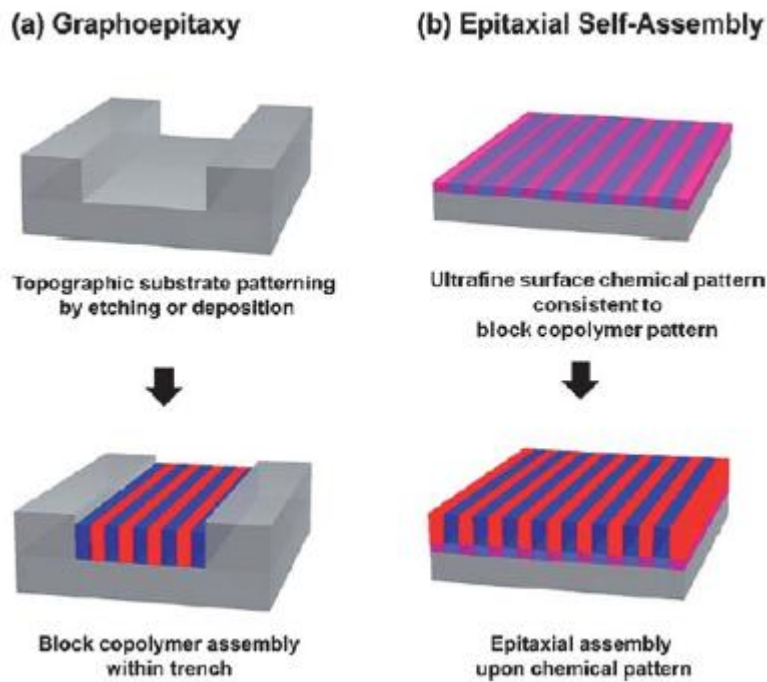 (a) Graphoepitaxy
(b) Epitaxial Self-Assembly
Topographic substrate patterning
by etching or deposition
Ultrafine surface chemical pattern
consistent to
block copolymer pattern
Block copolymer assembly
within trench
Epitaxial assembly
upon chemical pattern